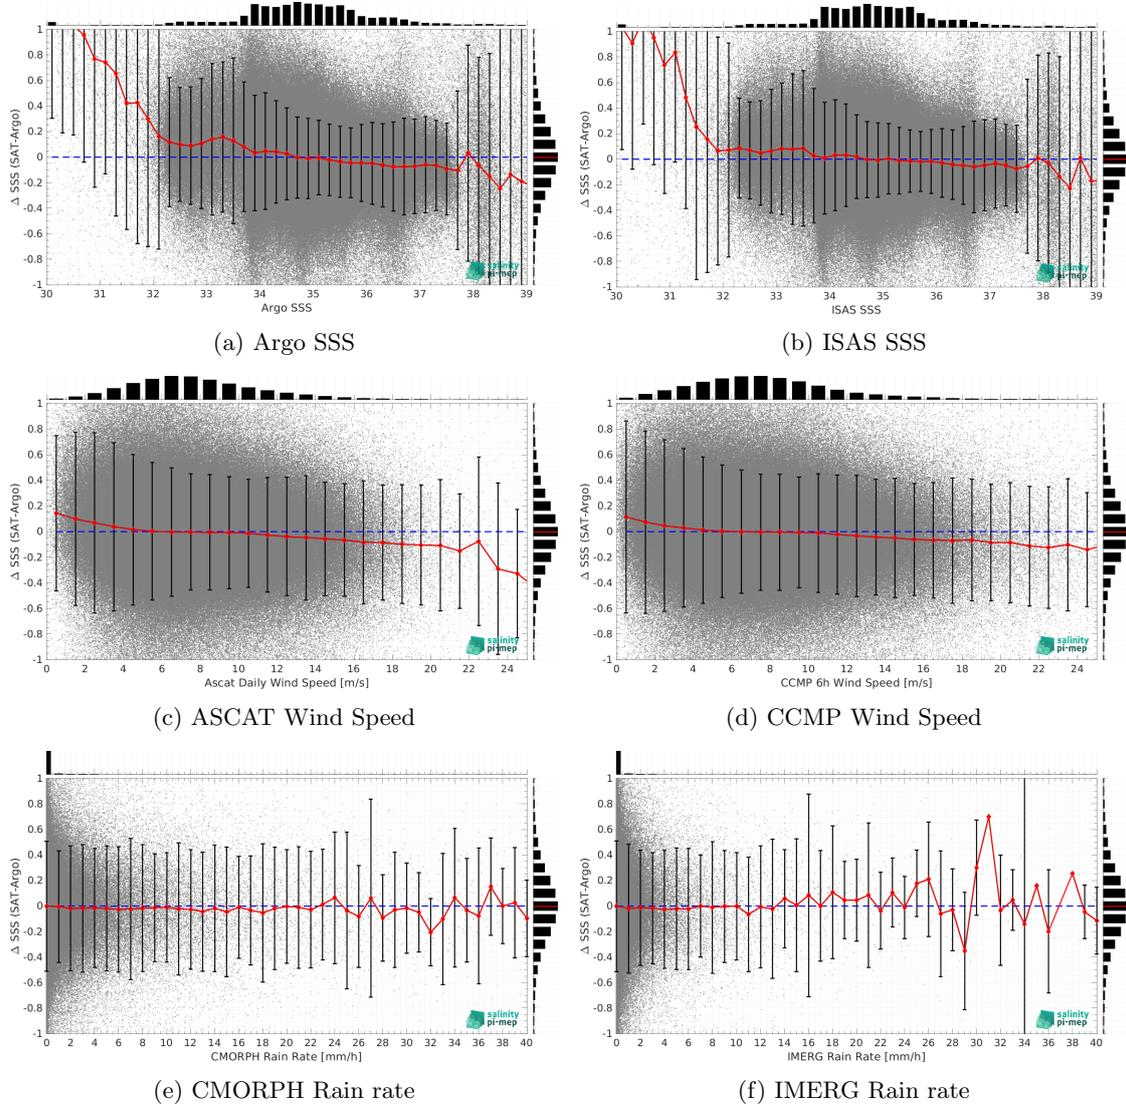 Δ SSS (SAT-Argo)
1
0.8
0.6
0.4
0.2
0
-0.2
-0.4
-0.6
-0.8
-1
30 31 32 33 34 35 36 37 38 39
Argo SSS
salinity
pi-mep
(a) Argo SSS
Δ SSS (SAT-Argo)
1
0.8
0.6
0.4
0.2
0
-0.2
-0.4
-0.6
-0.8
-1
30 31 32 33 34 35 36 37 38 39
ISAS SSS
salinity
pi-mep
(b) ISAS SSS
Δ SSS (SAT-Argo)
1
0.8
0.6
0.4
0.2
0
-0.2
-0.4
-0.6
-0.8
-1
0 2 4 6 8 10 12 14 16 18 20 22 24
Ascat Daily Wind Speed [m/s]
salinity
pi-mep
(c) ASCAT Wind Speed
Δ SSS (SAT-Argo)
1
0.8
0.6
0.4
0.2
0
-0.2
-0.4
-0.6
-0.8
-1
0 2 4 6 8 10 12 14 16 18 20 22 24
CCMP 6h Wind Speed [m/s]
salinity
pi-mep
(d) CCMP Wind Speed
Δ SSS (SAT-Argo)
1
0.8
0.6
0.4
0.2
0
-0.2
-0.4
-0.6
-0.8
-1
0 2 4 6 8 10 12 14 16 18 20 22 24 26 28 30 32 34 36 38 40
CMORPH Rain Rate [mm/h]
salinity
pi-mep
(e) CMORPH Rain rate
Δ SSS (SAT-Argo)
1
0.8
0.6
0.4
0.2
0
-0.2
-0.4
-0.6
-0.8
-1
0 2 4 6 8 10 12 14 16 18 20 22 24 26 28 30 32 34 36 38 40
IMERG Rain Rate [mm/h]
salinity
pi-mep
(f) IMERG Rain rate